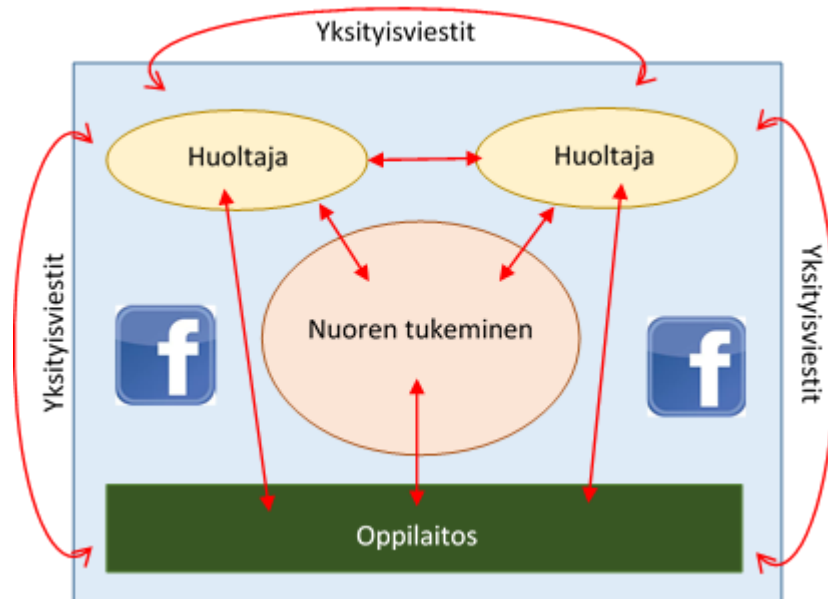 Yksityisviestit
Huoltaja
Huoltaja
Yksityisviestit
Yksityisviestit
Nuoren tukeminen
f
f
Oppilaitos